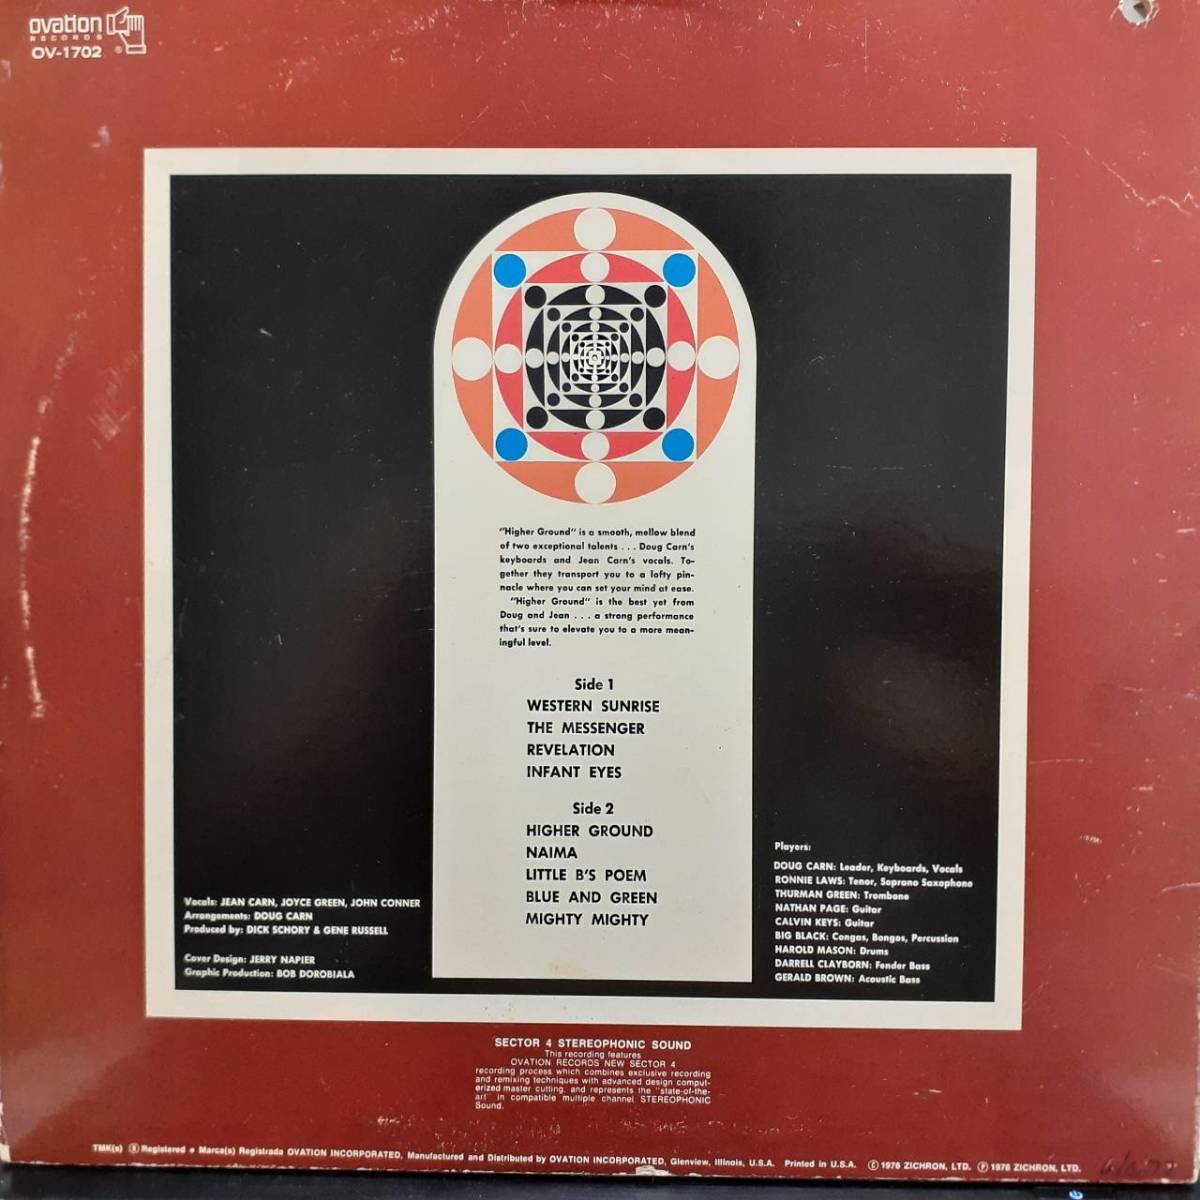 ovation
RECORDS
OV-1702
"Higher Ground" is a smooth, mellow blend
of two exceptional talents . . . Doug Carn's
keyboards and Jean Carn's vocals. To-
gether they transport you to a lofty pin-
nacle where you can set your mind at ease.
"Higher Ground" is the best yet from
Doug and Jean . . . a strong performance
that's sure to elevate you to a more mean-
ingful level.
Side 1
WESTERN SUNRISE
THE MESSENGER
REVELATION
INFANT EYES
Side 2
HIGHER GROUND
NAIMA
LITTLE B'S POEM
BLUE AND GREEN
MIGHTY MIGHTY
Vocals: JEAN CARN, JOYCE GREEN, JOHN CONNER
Arrangements: DOUG CARN
Produced by: DICK SCHORY & GENE RUSSELL
Cover Design: JERRY NAPIER
Graphic Production: BOB DOROBIALA
Players:
DOUG CARN: Leader, Keyboards, Vocals
RONNIE LAWS: Tenor, Soprano Saxophone
THURMAN GREEN: Trombone
NATHAN PAGE: Guitar
CALVIN KEYS: Guitar
BIG BLACK: Congas, Bongos, Percussion
HAROLD MASON: Drums
DARRELL CLAYBORN: Fender Bass
GERALD BROWN: Acoustic Bass
SECTOR 4 STEREOPHONIC SOUND
This recording features
OVATION RECORDS NEW SECTOR 4
recording process which combines exclusive recording
and remixing techniques with advanced design comput-
erized master cutting, and represents the "state-of-the-
art" in compatible multiple channel STEREOPHONIC
Sound.
TMK(s) ® Registered • Marca(s) Registrada OVATION INCORPORATED, Manufactured and Distributed by OVATION INCORPORATED, Glenview, Illinois, U.S.A. Printed in U.S.A. © 1976 ZICHRON, LTD. ℗ 1976 ZICHRON, LTD.